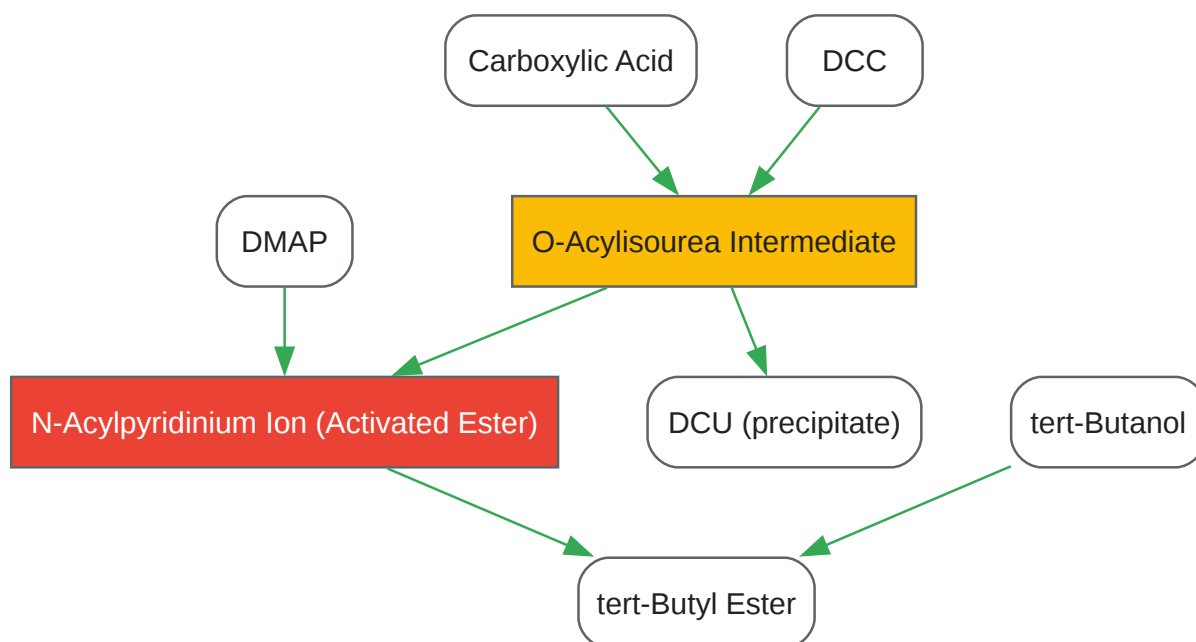 Carboxylic Acid
DCC
DMAP
O-Acylisourea Intermediate
N-Acylpyridinium Ion (Activated Ester)
DCU (precipitate)
tert-Butanol
tert-Butyl Ester